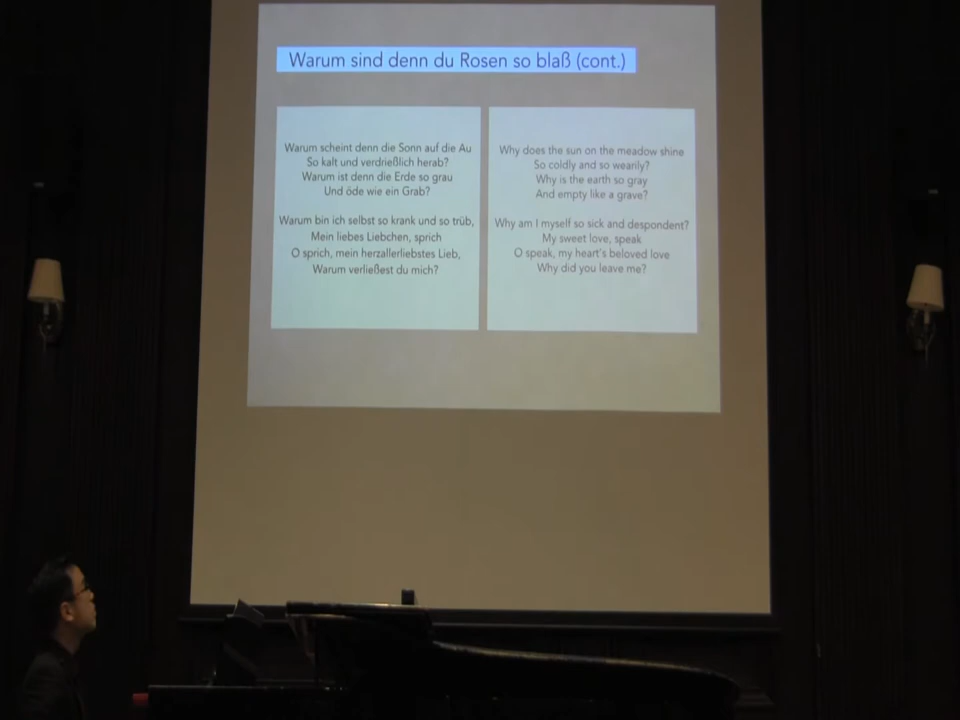 Warum sind denn du Rosen so blaß (cont.)
Warum scheint denn die Sonn auf die Au
So kalt und verdrießlich herab?
Warum ist denn die Erde so grau
Und öde wie ein Grab?
Warum bin ich selbst so krank und so trüb,
Mein liebes Liebchen, sprich
O sprich, mein herzallerliebstes Lieb,
Warum verließest du mich?
Why does the sun on the meadow shine
So coldly and so wearily?
Why is the earth so gray
And empty like a grave?
Why am I myself so sick and despondent?
My sweet love, speak
O speak, my heart's beloved love
Why did you leave me?